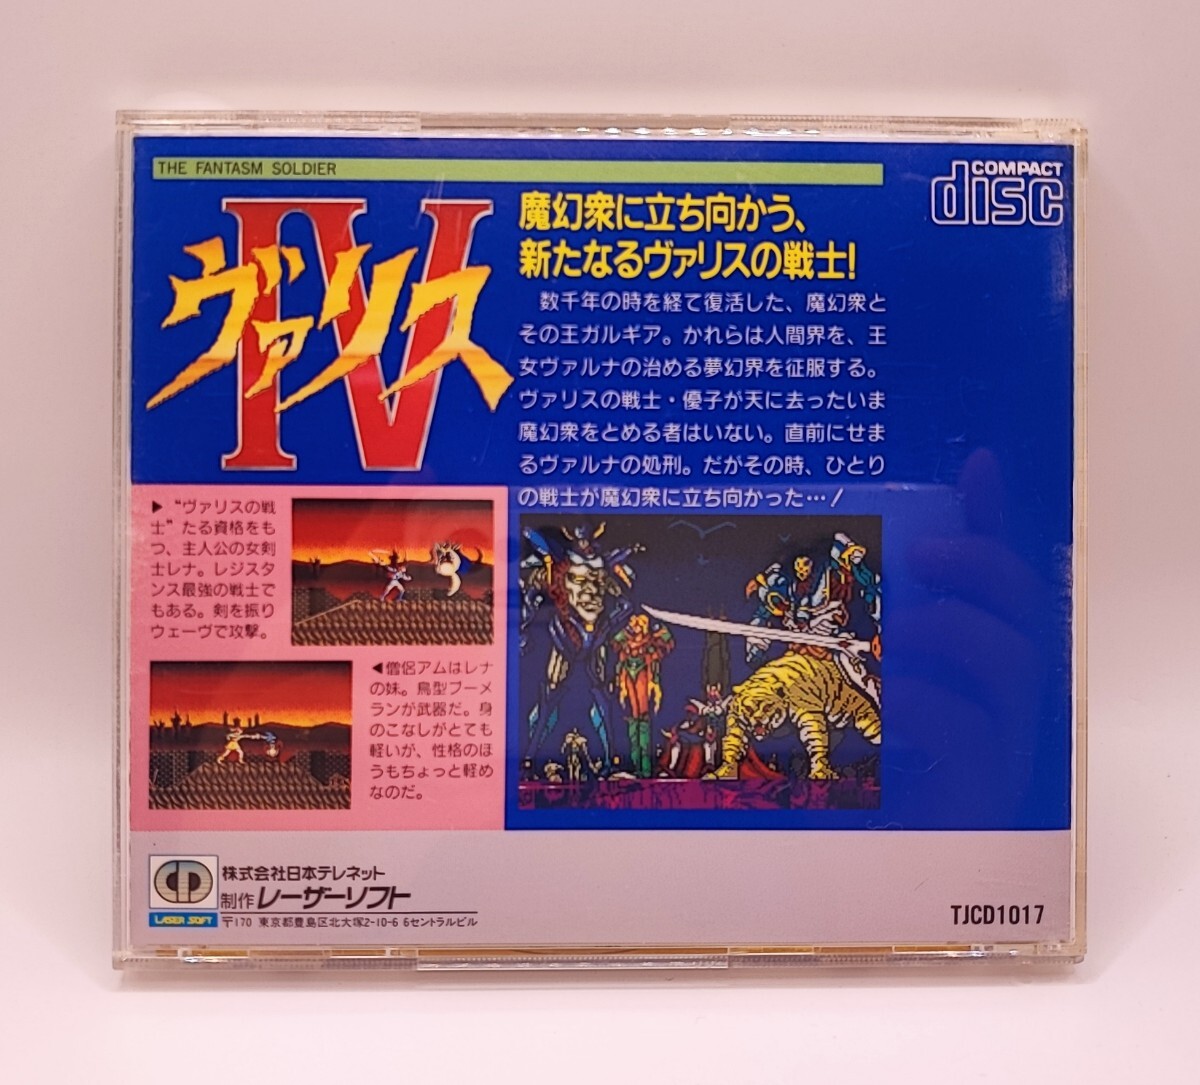 THE FANTASM SOLDIER
COMPACT
disc
IV
ヴァリス
魔幻衆に立ち向かう、
新たなるヴァリスの戦士！
数千年の時を経て復活した、魔幻衆と
その王ガルギア。かれらは人間界を、王
女ヴァルナの治める夢幻界を征服する。
ヴァリスの戦士・優子が天に去ったいま
魔幻衆をとめる者はいない。直前にせま
るヴァルナの処刑。だがその時、ひとり
の戦士が魔幻衆に立ち向かった…！
▶“ヴァリスの戦
士”たる資格をも
つ、主人公の女剣
士レナ。レジスタ
ンス最強の戦士で
もある。剣を振り
ウェーヴで攻撃。
◀僧侶アムはレナ
の妹。鳥型ブーメ
ランが武器だ。身
のこなしがとても
軽いが、性格のほ
うもちょっと軽め
なのだ。
CD
LASER SOFT
株式会社日本テレネット
制作 レーザーソフト
〒170 東京都豊島区北大塚2-10-6 6セントラルビル
TJCD1017